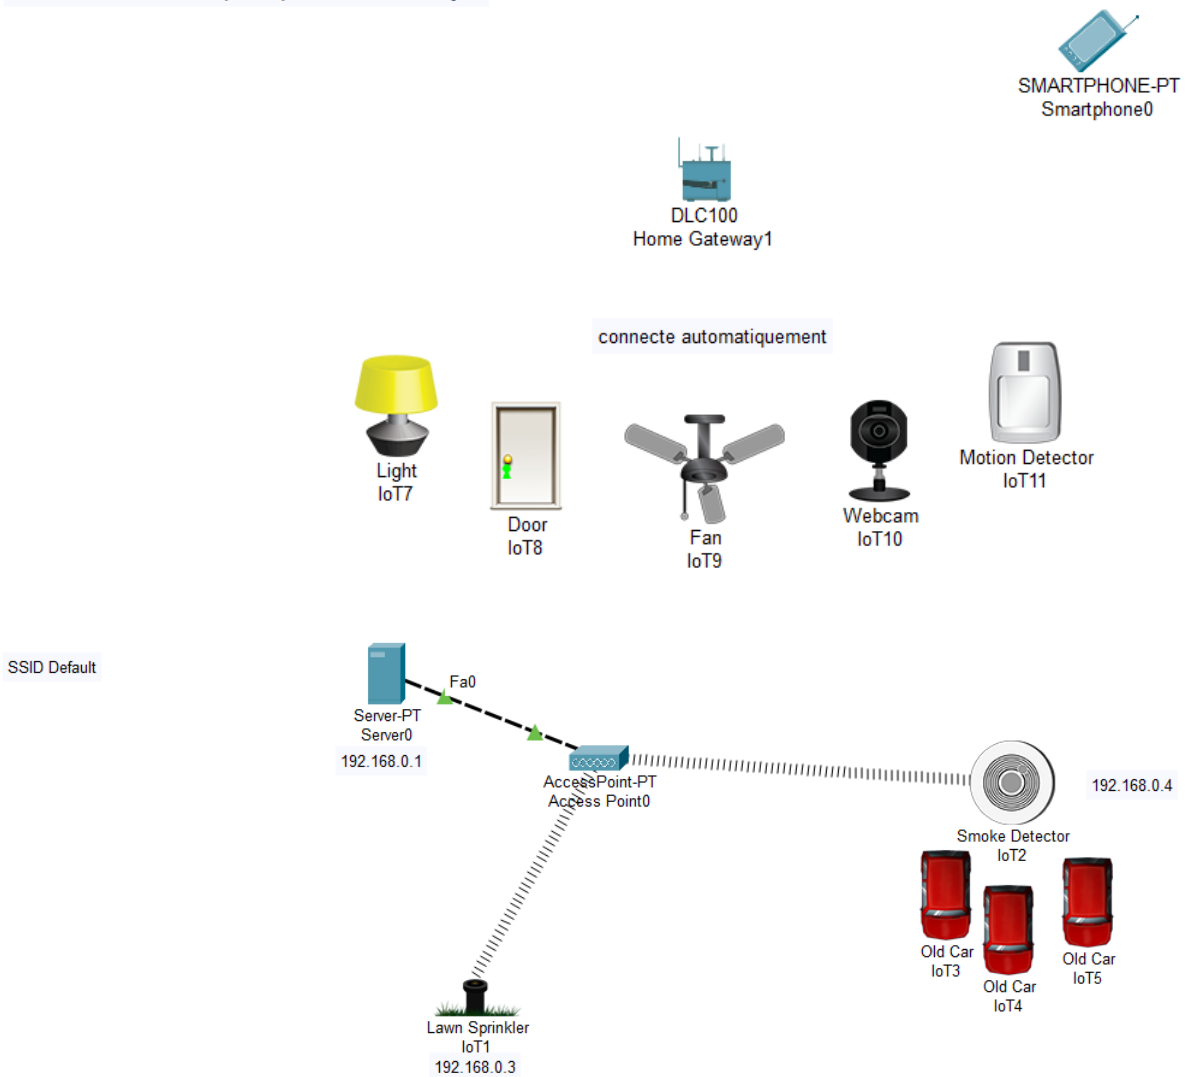 SMARTPHONE-PT
Smartphone0
DLC100
Home Gateway1
connecte automatiquement
Light
IoT7
Door
IoT8
Fan
IoT9
Webcam
IoT10
Motion Detector
IoT11
SSID Default
Fa0
Server-PT
Server0
192.168.0.1
AccessPoint-PT
Access Point0
Smoke Detector
IoT2
192.168.0.4
Old Car
IoT3
Old Car
IoT4
Old Car
IoT5
Lawn Sprinkler
IoT1
192.168.0.3